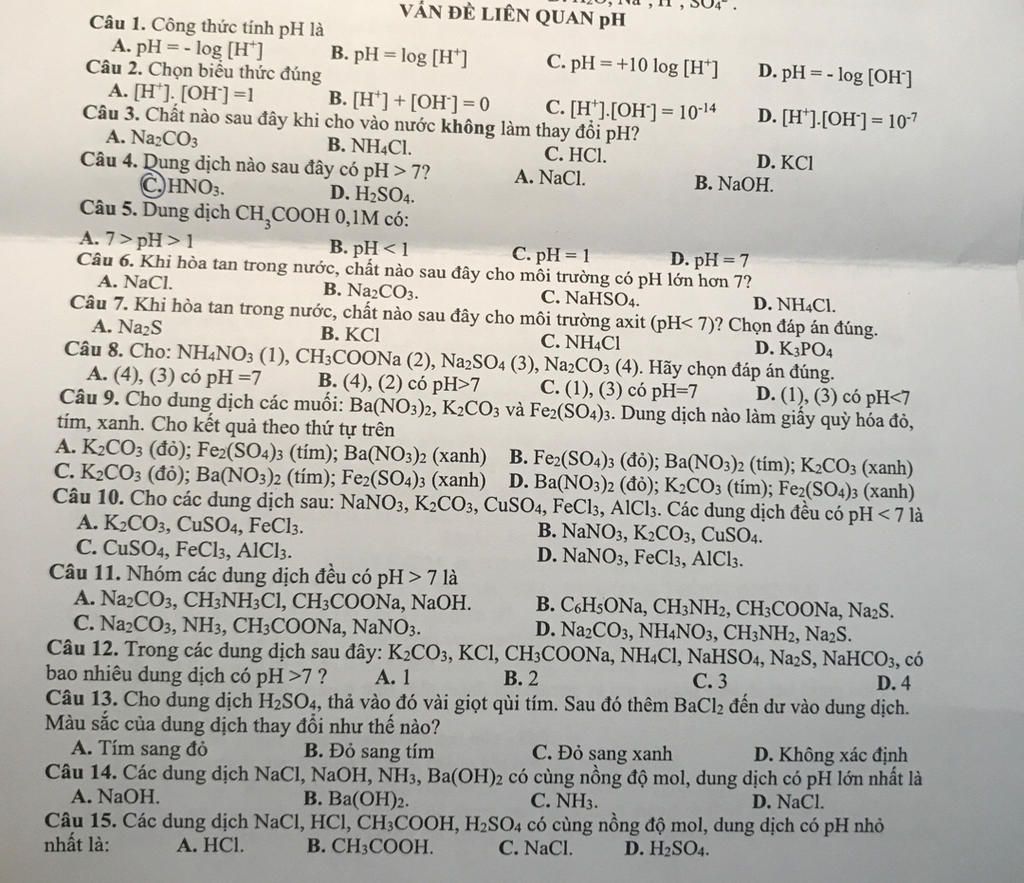 , H⁺, SO₄²⁻.
VẤN ĐỀ LIÊN QUAN pH
Câu 1. Công thức tính pH là
A. pH = - log [H⁺] B. pH = log [H⁺] C. pH = +10 log [H⁺] D. pH = - log [OH⁻]
Câu 2. Chọn biểu thức đúng
A. [H⁺]. [OH⁻] =1 B. [H⁺] + [OH⁻] = 0 C. [H⁺].[OH⁻] = 10⁻¹⁴ D. [H⁺].[OH⁻] = 10⁻⁷
Câu 3. Chất nào sau đây khi cho vào nước không làm thay đổi pH?
A. Na₂CO₃ B. NH₄Cl. C. HCl. D. KCl
Câu 4. Dung dịch nào sau đây có pH > 7? A. NaCl. B. NaOH.
C. HNO₃. D. H₂SO₄.
Câu 5. Dung dịch CH₃COOH 0,1M có:
A. 7 > pH > 1 B. pH < 1 C. pH = 1 D. pH = 7
Câu 6. Khi hòa tan trong nước, chất nào sau đây cho môi trường có pH lớn hơn 7?
A. NaCl. B. Na₂CO₃. C. NaHSO₄. D. NH₄Cl.
Câu 7. Khi hòa tan trong nước, chất nào sau đây cho môi trường axit (pH< 7)? Chọn đáp án đúng.
A. Na₂S B. KCl C. NH₄Cl D. K₃PO₄
Câu 8. Cho: NH₄NO₃ (1), CH₃COONa (2), Na₂SO₄ (3), Na₂CO₃ (4). Hãy chọn đáp án đúng.
A. (4), (3) có pH =7 B. (4), (2) có pH>7 C. (1), (3) có pH=7 D. (1), (3) có pH<7
Câu 9. Cho dung dịch các muối: Ba(NO₃)₂, K₂CO₃ và Fe₂(SO₄)₃. Dung dịch nào làm giấy quỳ hóa đỏ,
tím, xanh. Cho kết quả theo thứ tự trên
A. K₂CO₃ (đỏ); Fe₂(SO₄)₃ (tím); Ba(NO₃)₂ (xanh) B. Fe₂(SO₄)₃ (đỏ); Ba(NO₃)₂ (tím); K₂CO₃ (xanh)
C. K₂CO₃ (đỏ); Ba(NO₃)₂ (tím); Fe₂(SO₄)₃ (xanh) D. Ba(NO₃)₂ (đỏ); K₂CO₃ (tím); Fe₂(SO₄)₃ (xanh)
Câu 10. Cho các dung dịch sau: NaNO₃, K₂CO₃, CuSO₄, FeCl₃, AlCl₃. Các dung dịch đều có pH < 7 là
A. K₂CO₃, CuSO₄, FeCl₃. B. NaNO₃, K₂CO₃, CuSO₄.
C. CuSO₄, FeCl₃, AlCl₃. D. NaNO₃, FeCl₃, AlCl₃.
Câu 11. Nhóm các dung dịch đều có pH > 7 là
A. Na₂CO₃, CH₃NH₃Cl, CH₃COONa, NaOH. B. C₆H₅ONa, CH₃NH₂, CH₃COONa, Na₂S.
C. Na₂CO₃, NH₃, CH₃COONa, NaNO₃. D. Na₂CO₃, NH₄NO₃, CH₃NH₂, Na₂S.
Câu 12. Trong các dung dịch sau đây: K₂CO₃, KCl, CH₃COONa, NH₄Cl, NaHSO₄, Na₂S, NaHCO₃, có
bao nhiêu dung dịch có pH >7 ? A. 1 B. 2 C. 3 D. 4
Câu 13. Cho dung dịch H₂SO₄, thả vào đó vài giọt quì tím. Sau đó thêm BaCl₂ đến dư vào dung dịch.
Màu sắc của dung dịch thay đổi như thế nào?
A. Tím sang đỏ B. Đỏ sang tím C. Đỏ sang xanh D. Không xác định
Câu 14. Các dung dịch NaCl, NaOH, NH₃, Ba(OH)₂ có cùng nồng độ mol, dung dịch có pH lớn nhất là
A. NaOH. B. Ba(OH)₂. C. NH₃. D. NaCl.
Câu 15. Các dung dịch NaCl, HCl, CH₃COOH, H₂SO₄ có cùng nồng độ mol, dung dịch có pH nhỏ
nhất là: A. HCl. B. CH₃COOH. C. NaCl. D. H₂SO₄.